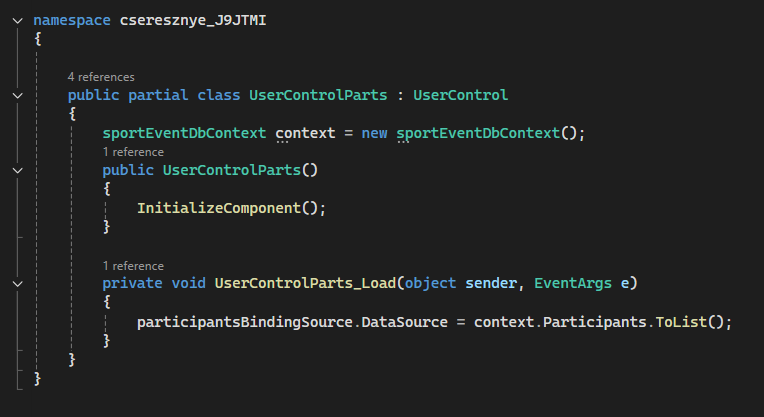 namespace cseresznye_J9JTMI
{
4 references
public partial class UserControlParts : UserControl
{
sportEventDbContext context = new sportEventDbContext();
1 reference
public UserControlParts()
{
InitializeComponent();
}
1 reference
private void UserControlParts_Load(object sender, EventArgs e)
{
participantsBindingSource.DataSource = context.Participants.ToList();
}
}
}